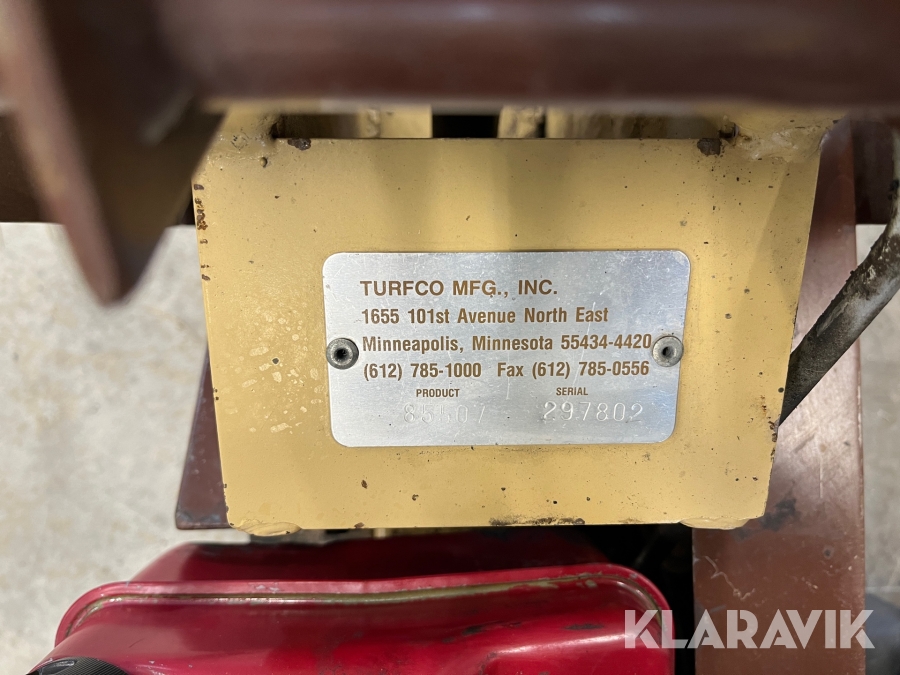 TURFCO MFG., INC.
1655 101st Avenue North East
Minneapolis, Minnesota 55434-4420
(612) 785-1000 Fax (612) 785-0556
PRODUCT SERIAL
297802
KLARAVIK